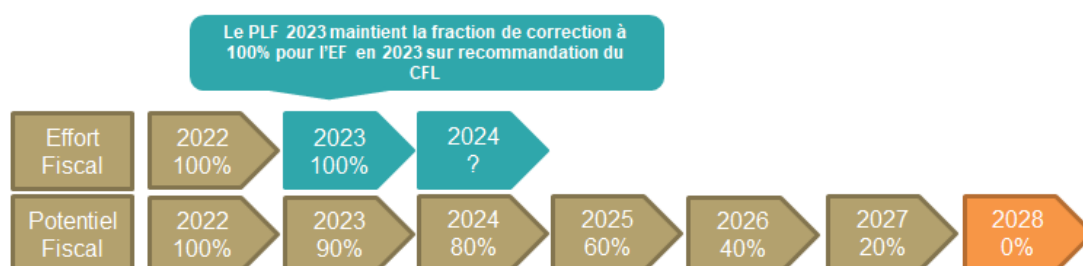 Le PLF 2023 maintient la fraction de correction à
100% pour l'EF en 2023 sur recommandation du
CFL
Effort
Fiscal
2022
100%
2023
100%
2024
?
Potentiel
Fiscal
2022
100%
2023
90%
2024
80%
2025
60%
2026
40%
2027
20%
2028
0%